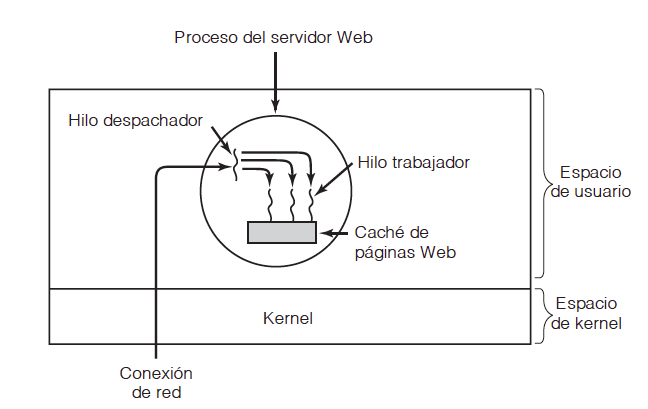 Proceso del servidor Web
Hilo despachador
Hilo trabajador
Espacio
de usuario
Caché de
páginas Web
Kernel
Espacio
de kernel
Conexión
de red